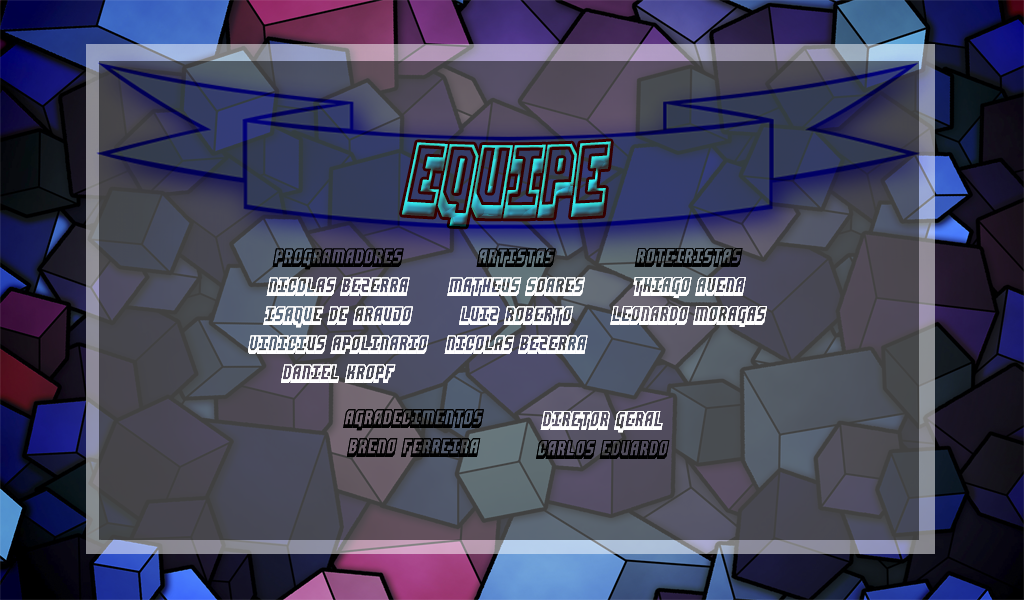 EQUIPE
PROGRAMADORES
NICOLAS BEZERRA
ISAQUE DE ARAUJO
VINICIUS APOLINARIO
DANIEL KROPF
ARTISTAS
MATHEUS SOARES
LUIZ ROBERTO
NICOLAS BEZERRA
ROTEIRISTAS
THIAGO AVENA
LEONARDO MORAGAS
AGRADECIMENTOS
BRENO FERREIRA
DIRETOR GERAL
CARLOS EDUARDO